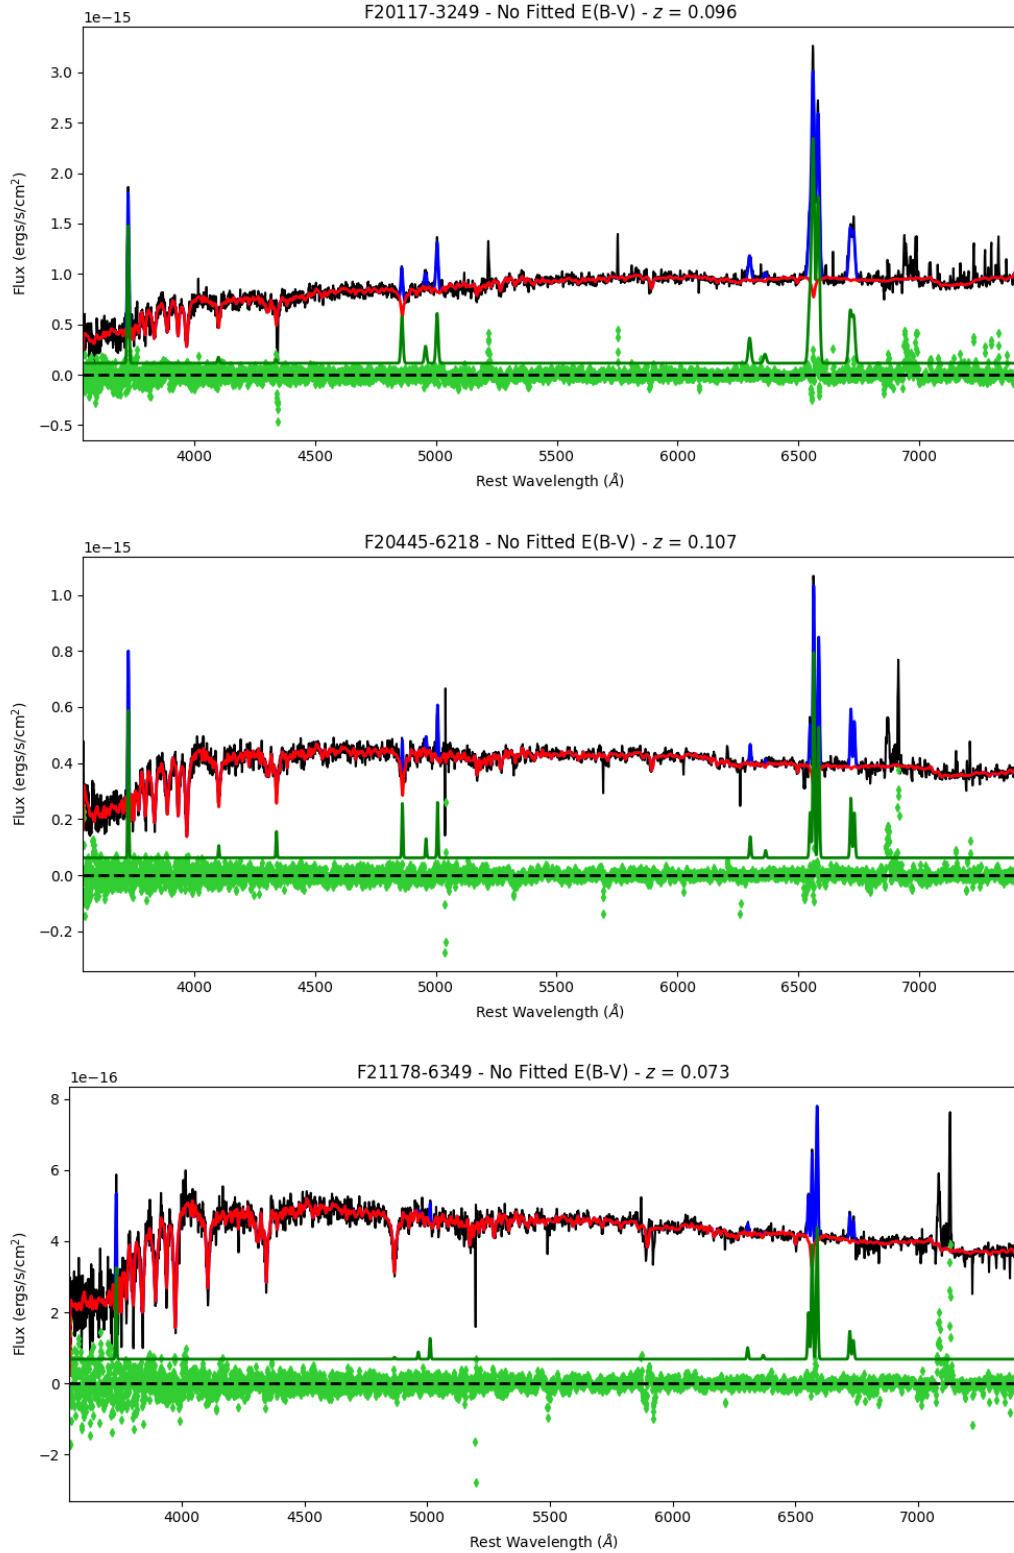 F20117-3249 - No Fitted E(B-V) - z = 0.096
1e−15
3.0
2.5
2.0
1.5
1.0
0.5
0.0
−0.5
Flux (ergs/s/cm²)
4000 4500 5000 5500 6000 6500 7000
Rest Wavelength (Å)
F20445-6218 - No Fitted E(B-V) - z = 0.107
1e−15
1.0
0.8
0.6
0.4
0.2
0.0
−0.2
Flux (ergs/s/cm²)
4000 4500 5000 5500 6000 6500 7000
Rest Wavelength (Å)
F21178-6349 - No Fitted E(B-V) - z = 0.073
1e−16
8
6
4
2
0
−2
Flux (ergs/s/cm²)
4000 4500 5000 5500 6000 6500 7000
Rest Wavelength (Å)